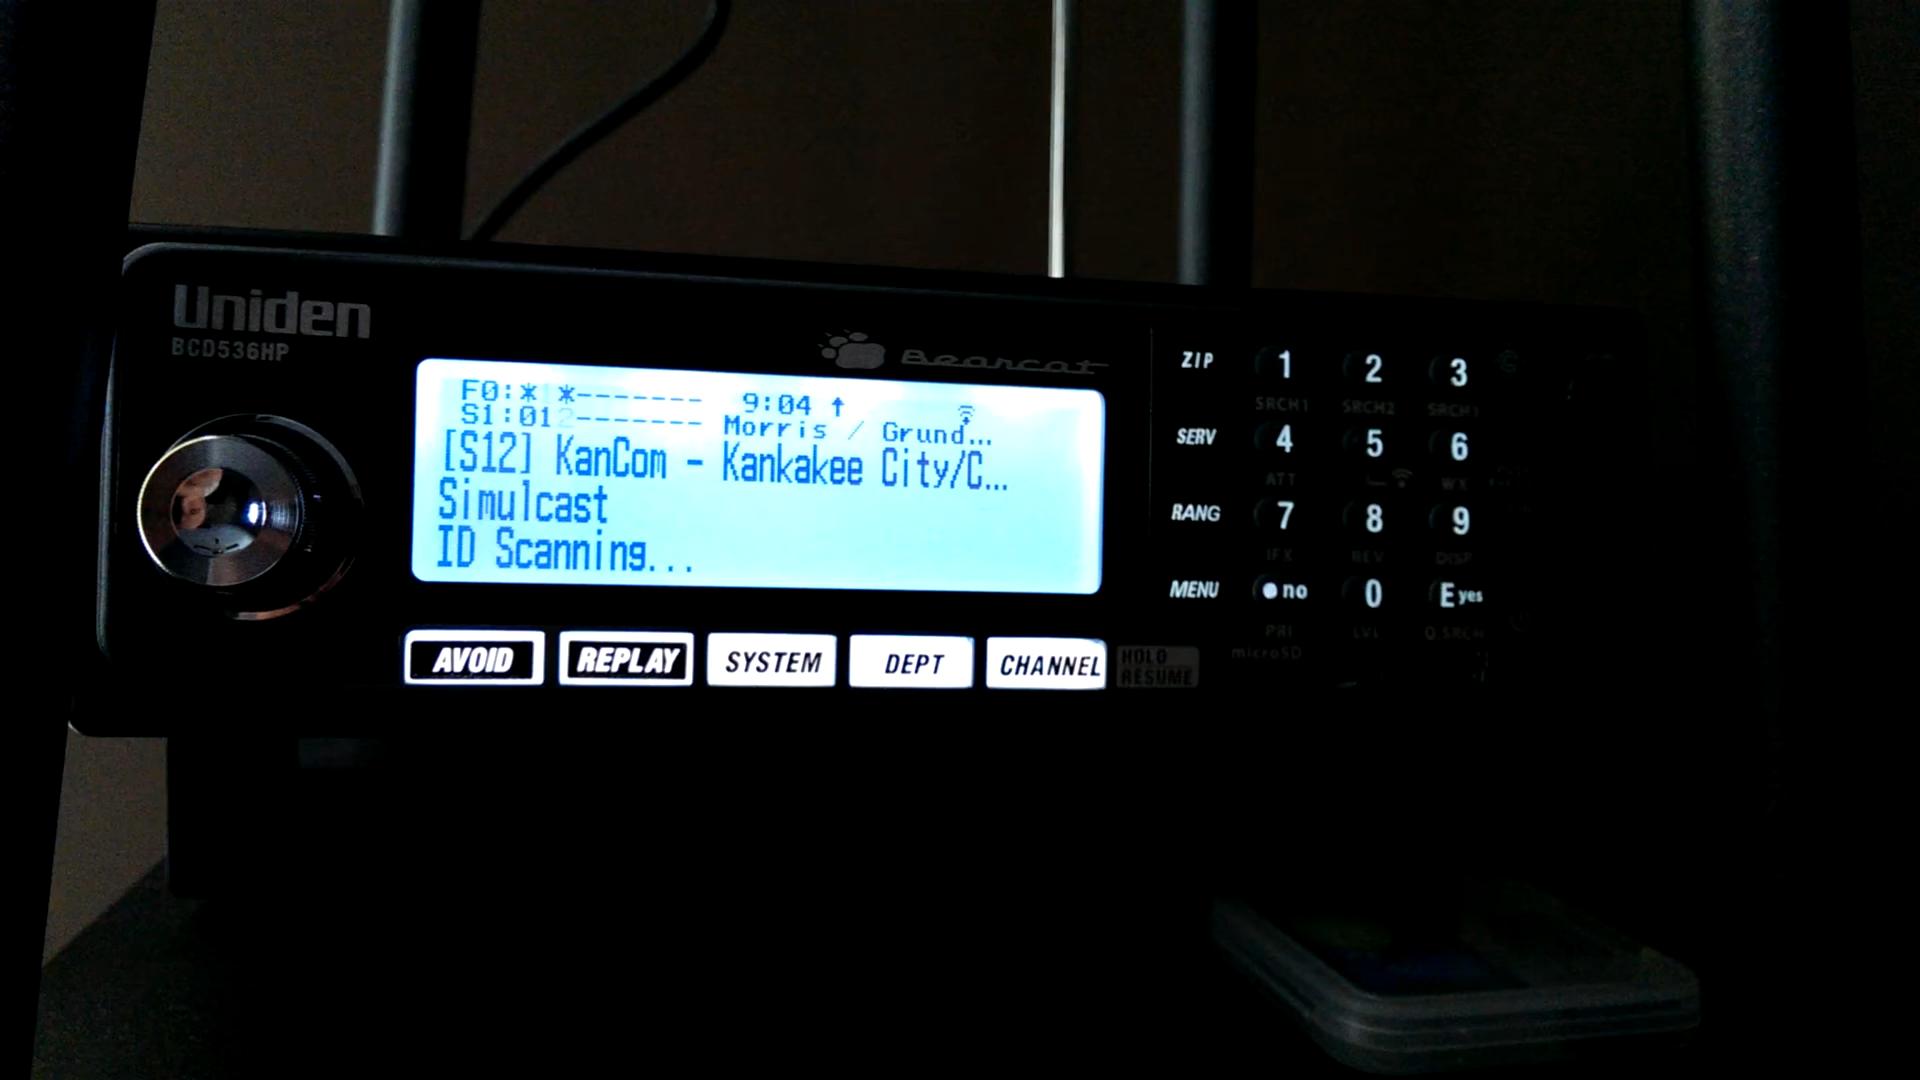 Uniden
BCD536HP
Bearcat
F0:* *------- 9:04 ↑
S1:012------- Morris / Grund...
[S12] KanCom - Kankakee City/C...
Simulcast
ID Scanning...
AVOID REPLAY SYSTEM DEPT CHANNEL HOLD
RESUME
ZIP 1 2 3
SRCH1 SRCH2 SRCH3
SERV 4 5 6
ATT WX
RANG 7 8 9
IFX REV DISP
MENU • no 0 E yes
PRI LVL Q.SRCH
microSD